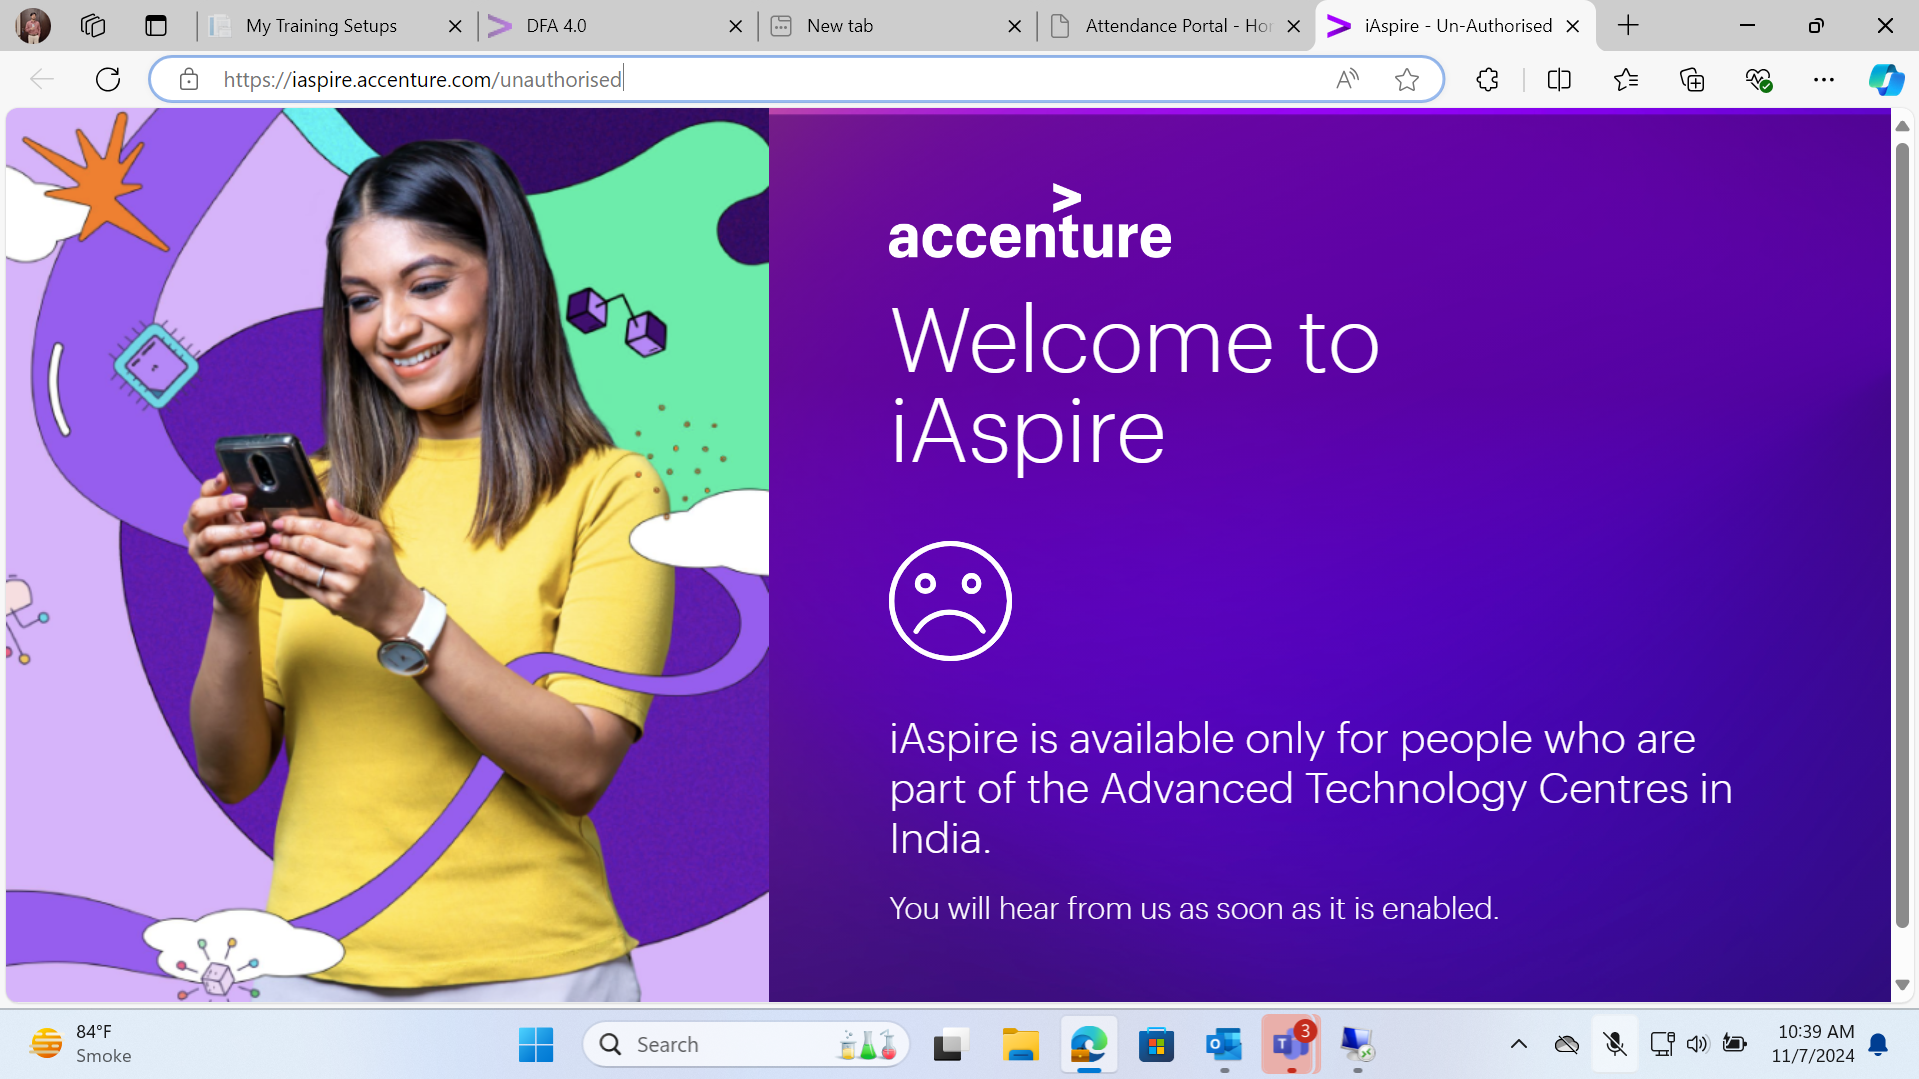 My Training Setups
DFA 4.0
New tab
Attendance Portal - Hor
iAspire - Un-Authorised
https://iaspire.accenture.com/unauthorised
accenture
Welcome to
iAspire
iAspire is available only for people who are
part of the Advanced Technology Centres in
India.
You will hear from us as soon as it is enabled.
84°F
Smoke
Search
3
10:39 AM
11/7/2024